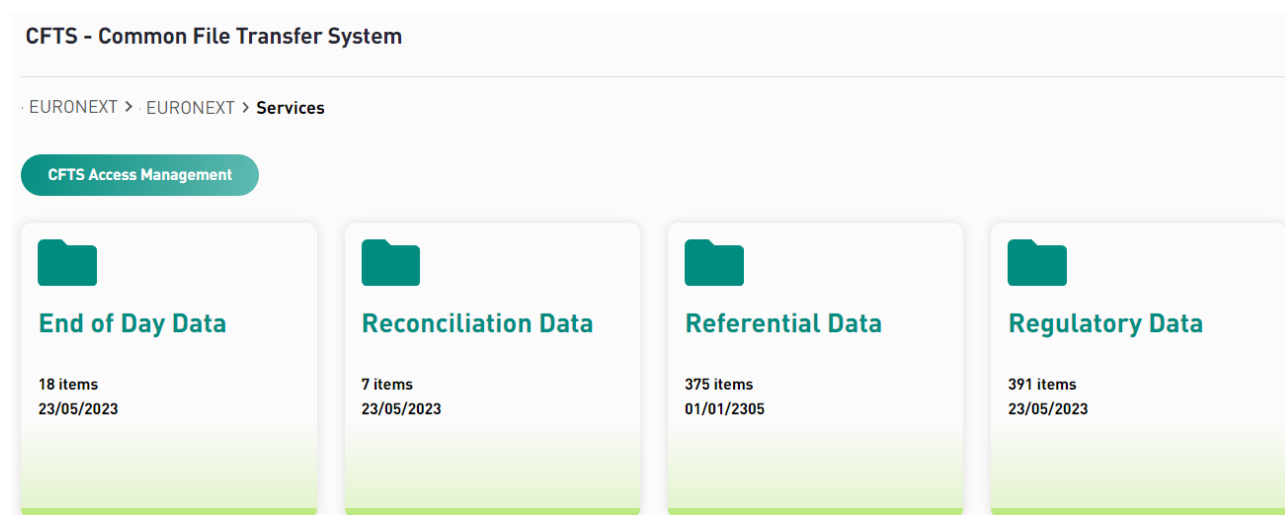 CFTS - Common File Transfer System
· EURONEXT > · EURONEXT > Services
CFTS Access Management
End of Day Data
18 items
23/05/2023
Reconciliation Data
7 items
23/05/2023
Referential Data
375 items
01/01/2305
Regulatory Data
391 items
23/05/2023